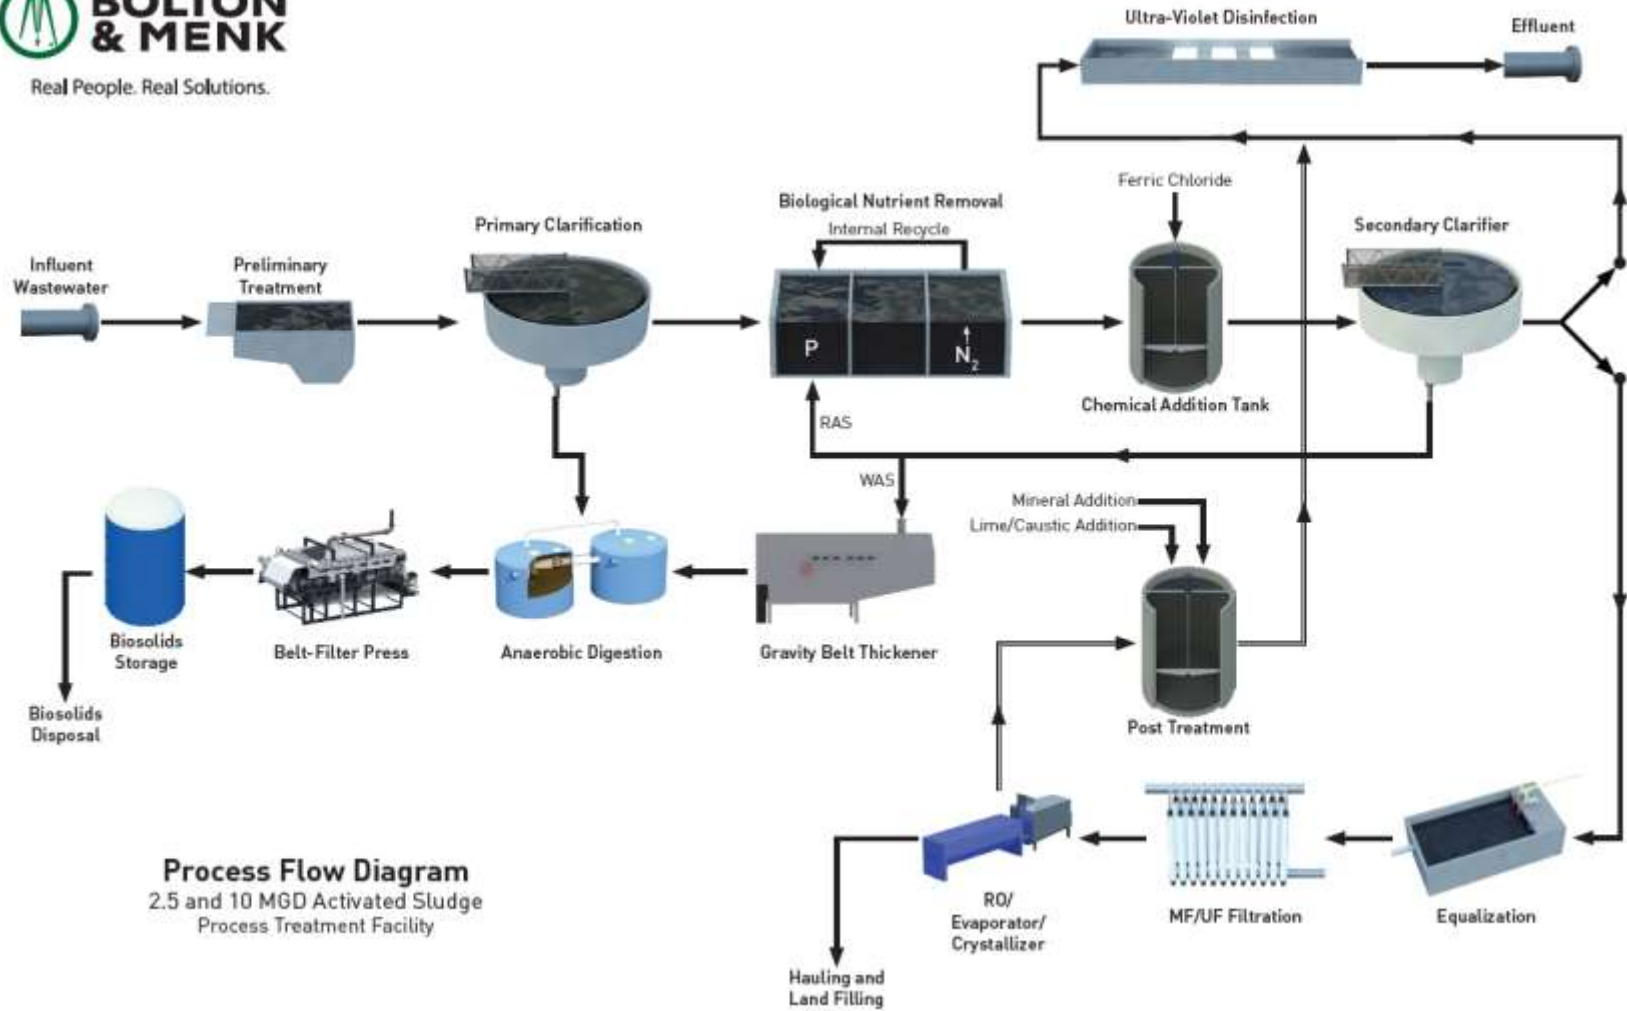 BOLTON
& MENK
Real People. Real Solutions.
Ultra-Violet Disinfection
Effluent
Ferric Chloride
Biological Nutrient Removal
Internal Recycle
Primary Clarification
Secondary Clarifier
Influent
Wastewater
Preliminary
Treatment
P
N2
Chemical Addition Tank
RAS
WAS
Mineral Addition
Lime/Caustic Addition
Biosolids
Storage
Belt-Filter Press
Anaerobic Digestion
Gravity Belt Thickener
Biosolids
Disposal
Post Treatment
Process Flow Diagram
2.5 and 10 MGD Activated Sludge
Process Treatment Facility
RO/
Evaporator/
Crystallizer
MF/UF Filtration
Equalization
Hauling and
Land Filling